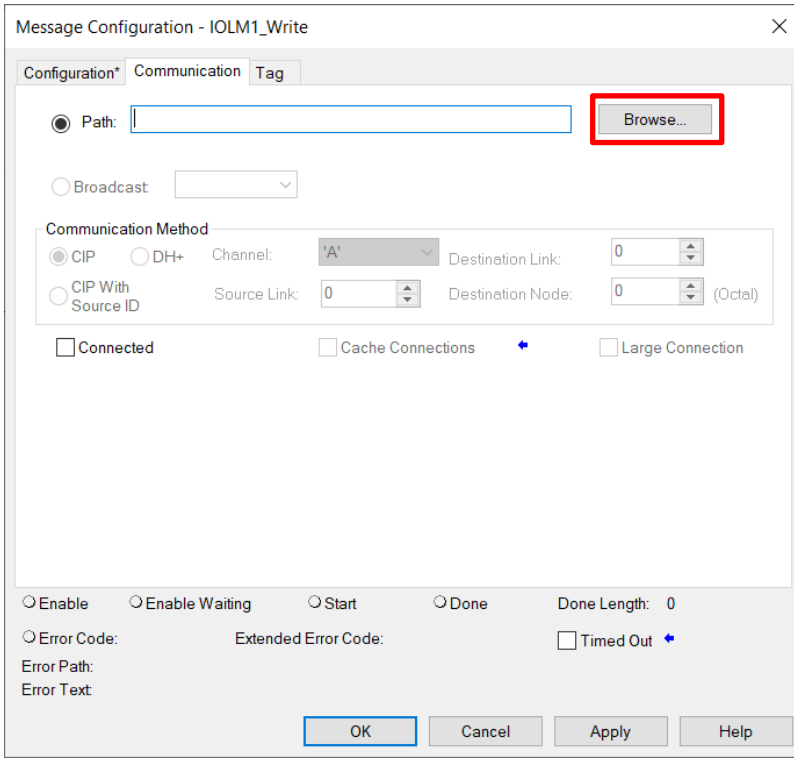 Message Configuration - IOLM1_Write
Configuration* Communication Tag
Path: Browse...
Broadcast:
Communication Method
CIP DH+ Channel: 'A' Destination Link: 0
CIP With
Source ID Source Link: 0 Destination Node: 0 (Octal)
Connected Cache Connections Large Connection
Enable Enable Waiting Start Done Done Length: 0
Error Code: Extended Error Code: Timed Out
Error Path:
Error Text:
OK Cancel Apply Help